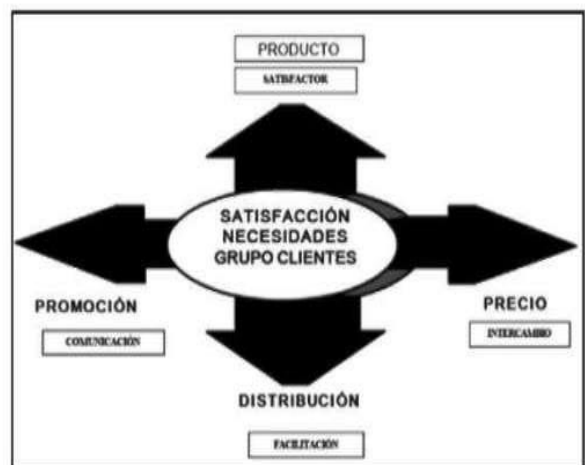 PRODUCTO
SATISFACTOR
SATISFACCIÓN
NECESIDADES
GRUPO CLIENTES
PROMOCIÓN
COMUNICACIÓN
PRECIO
INTERCAMBIO
DISTRIBUCIÓN
FACILITACIÓN